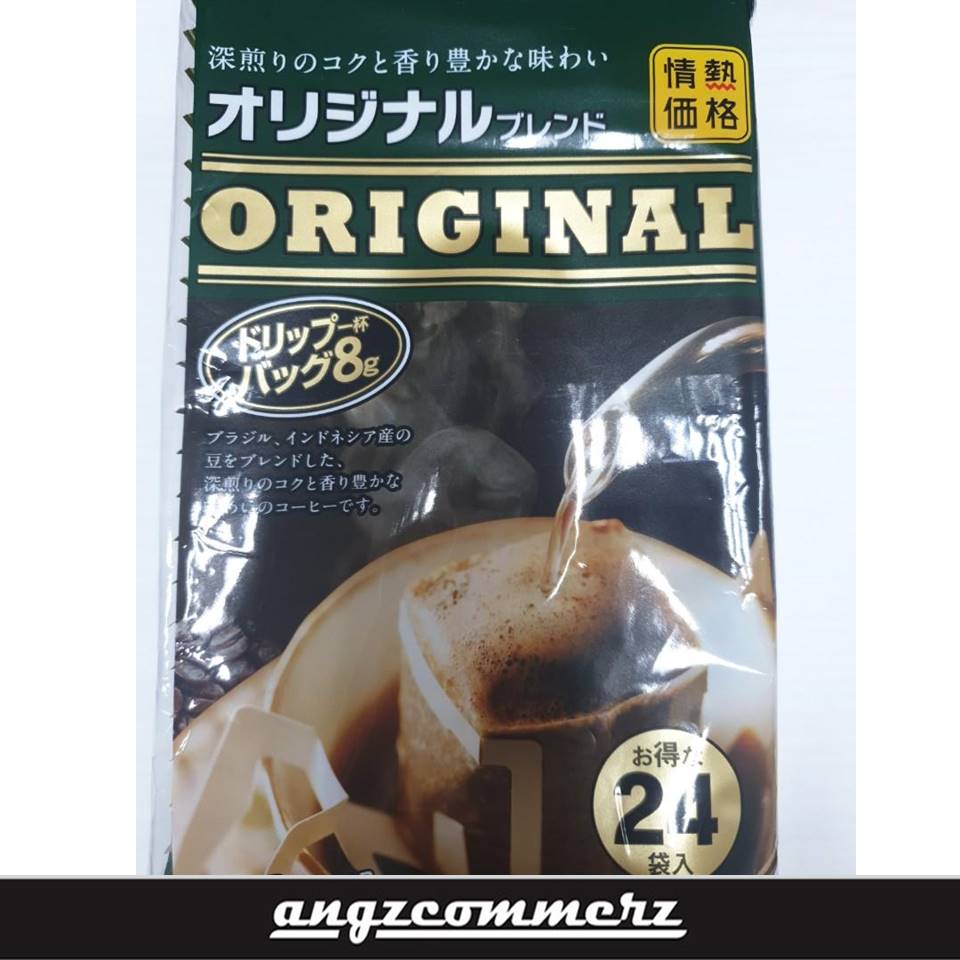 深煎りのコクと香り豊かな味わい
オリジナルブレンド
情熱
価格
ORIGINAL
ドリップ一杯
バッグ8g
ブラジル、インドネシア産の
豆をブレンドした、
深煎りのコクと香り豊かな
のコーヒーです。
お得な
24
袋入
angzcommerz